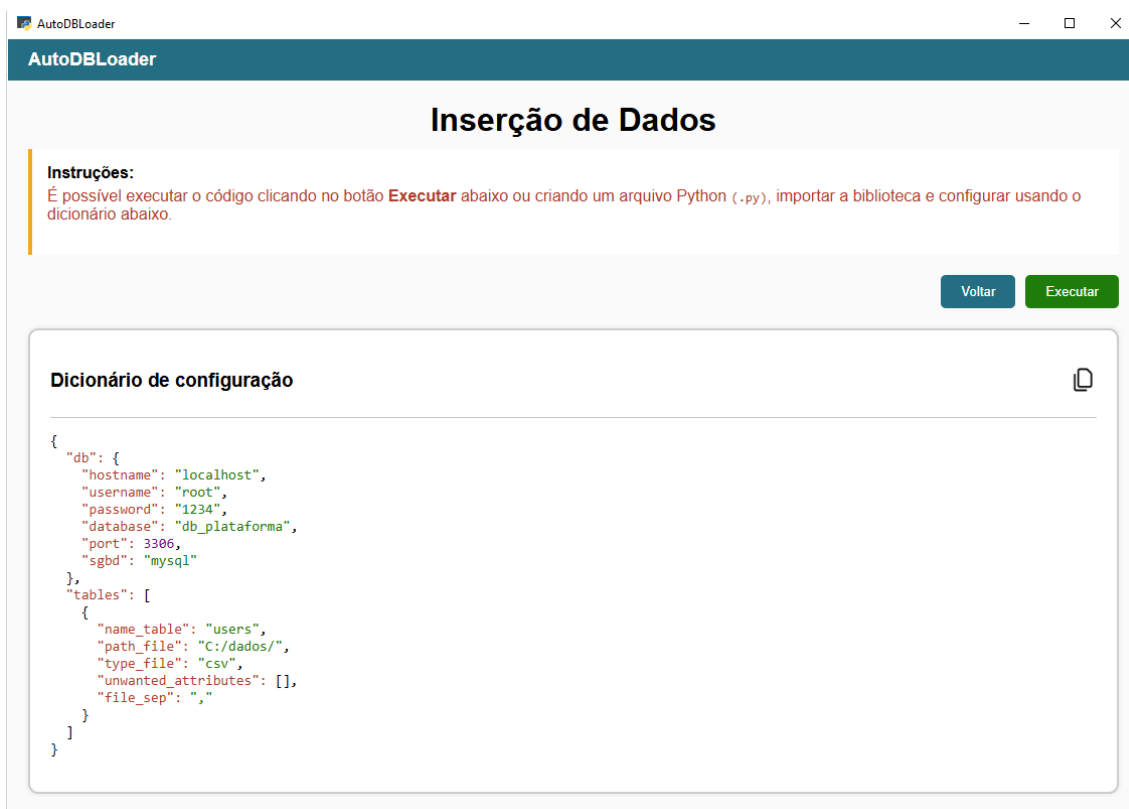 AutoDBLoader
AutoDBLoader
Inserção de Dados
Instruções:
É possível executar o código clicando no botão Executar abaixo ou criando um arquivo Python (.py), importar a biblioteca e configurar usando o
dicionário abaixo.
Voltar
Executar
Dicionário de configuração
{
  "db": {
    "hostname": "localhost",
    "username": "root",
    "password": "1234",
    "database": "db_plataforma",
    "port": 3306,
    "sgbd": "mysql"
  },
  "tables": [
    {
      "name_table": "users",
      "path_file": "C:/dados/",
      "type_file": "csv",
      "unwanted_attributes": [],
      "file_sep": ","
    }
  ]
}